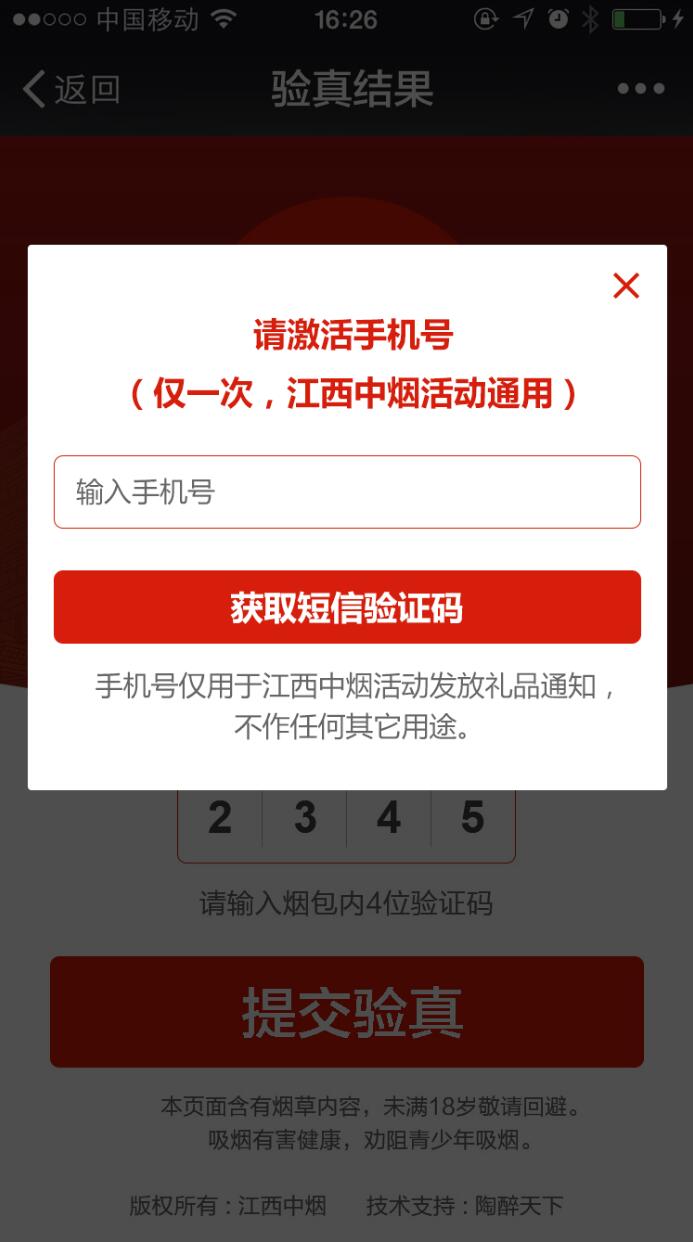 中国移动 16:26
返回 验真结果
请激活手机号
（仅一次，江西中烟活动通用）
输入手机号
获取短信验证码
手机号仅用于江西中烟活动发放礼品通知，
不作任何其它用途。
2 3 4 5
请输入烟包内4位验证码
提交验真
本页面含有烟草内容，未满18岁敬请回避。
吸烟有害健康，劝阻青少年吸烟。
版权所有：江西中烟 技术支持：陶醉天下